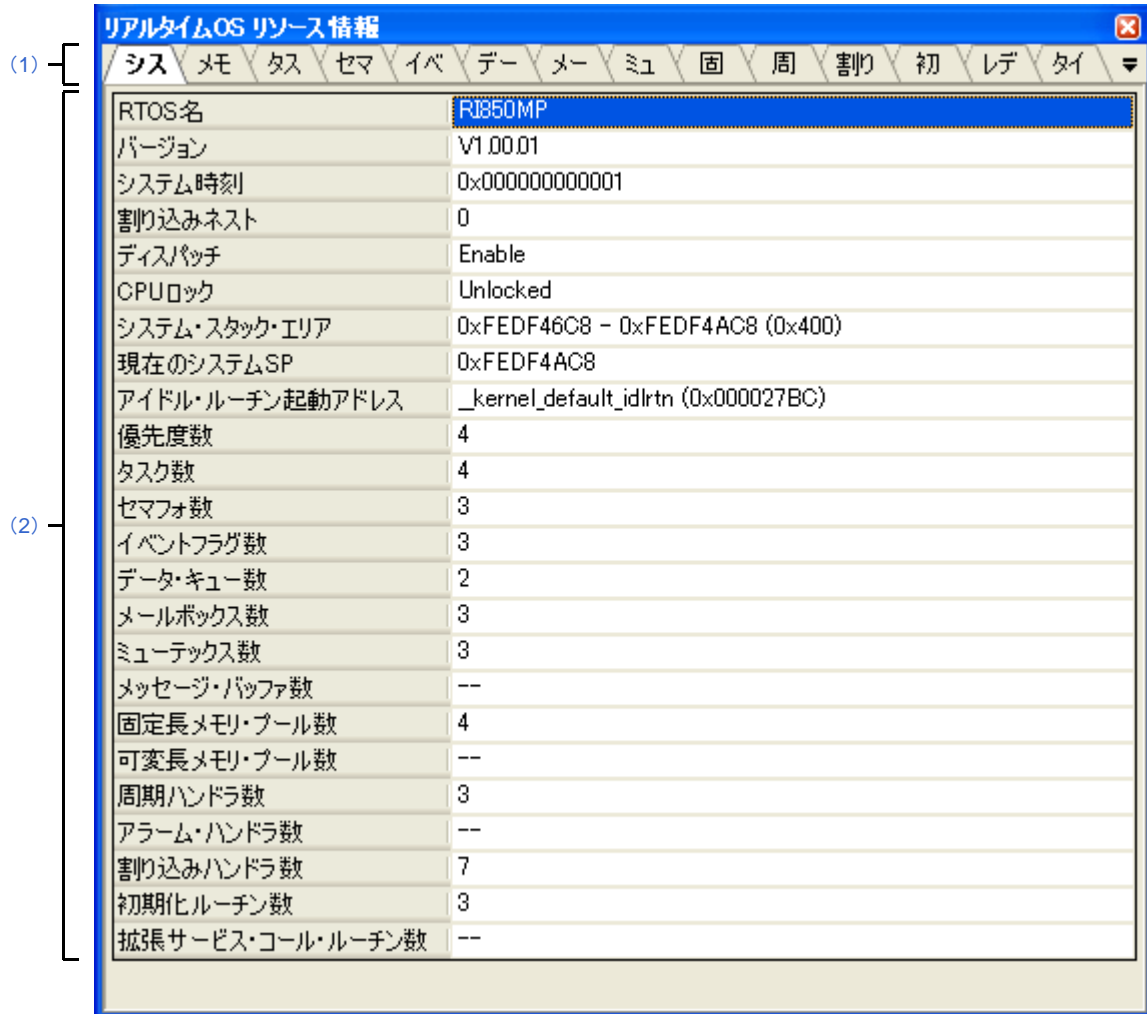 リアルタイムOS リソース情報
(1)
シス メモ タス セマ イベ デー メー ミュ 固 周 割り 初 レデ タイ
(2)
RTOS名 RI850MP
バージョン V1.00.01
システム時刻 0x000000000001
割り込みネスト 0
ディスパッチ Enable
CPUロック Unlocked
システム・スタック・エリア 0xFEDF46C8 - 0xFEDF4AC8 (0x400)
現在のシステムSP 0xFEDF4AC8
アイドル・ルーチン起動アドレス __kernel_default_idlrtn (0x000027BC)
優先度数 4
タスク数 4
セマフォ数 3
イベントフラグ数 3
データ・キュー数 2
メールボックス数 3
ミューテックス数 3
メッセージ・バッファ数 --
固定長メモリ・プール数 4
可変長メモリ・プール数 --
周期ハンドラ数 3
アラーム・ハンドラ数 --
割り込みハンドラ数 7
初期化ルーチン数 3
拡張サービス・コール・ルーチン数 --